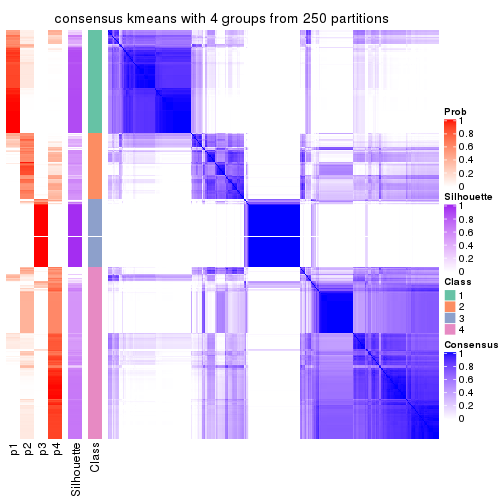 consensus kmeans with 4 groups from 250 partitions
Prob
1
0.8
0.6
0.4
0.2
0
Silhouette
1
0.8
0.6
0.4
0.2
0
Class
1
2
3
4
Consensus
1
0.8
0.6
0.4
0.2
0
p1
p2
p3
p4
Silhouette
Class